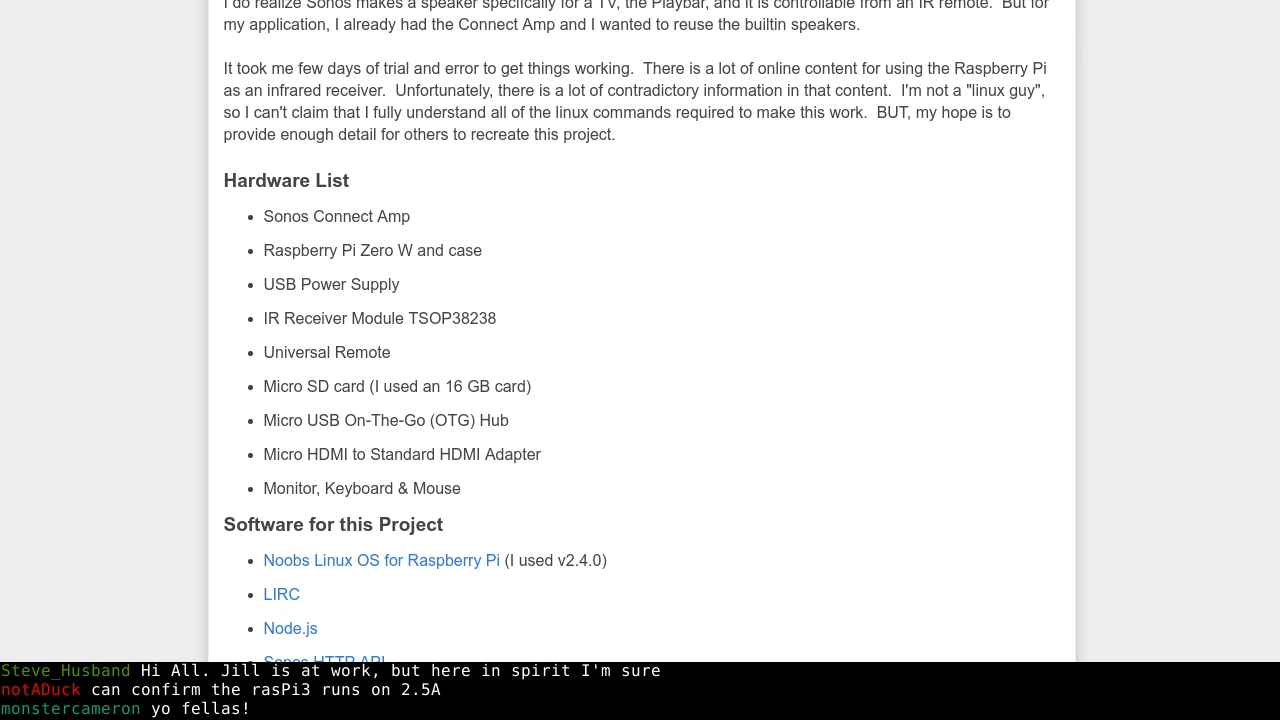 I do realize Sonos makes a speaker specifically for a TV, the Playbar, and it is controllable from an IR remote.  But for
my application, I already had the Connect Amp and I wanted to reuse the builtin speakers.
It took me few days of trial and error to get things working.  There is a lot of online content for using the Raspberry Pi
as an infrared receiver.  Unfortunately, there is a lot of contradictory information in that content.  I'm not a "linux guy",
so I can't claim that I fully understand all of the linux commands required to make this work.  BUT, my hope is to
provide enough detail for others to recreate this project.
Hardware List
• Sonos Connect Amp
• Raspberry Pi Zero W and case
• USB Power Supply
• IR Receiver Module TSOP38238
• Universal Remote
• Micro SD card (I used an 16 GB card)
• Micro USB On-The-Go (OTG) Hub
• Micro HDMI to Standard HDMI Adapter
• Monitor, Keyboard & Mouse
Software for this Project
• Noobs Linux OS for Raspberry Pi (I used v2.4.0)
• LIRC
• Node.js
• Sonos HTTP API
Steve_Husband Hi All. Jill is at work, but here in spirit I'm sure
notADuck can confirm the rasPi3 runs on 2.5A
monstercameron yo fellas!